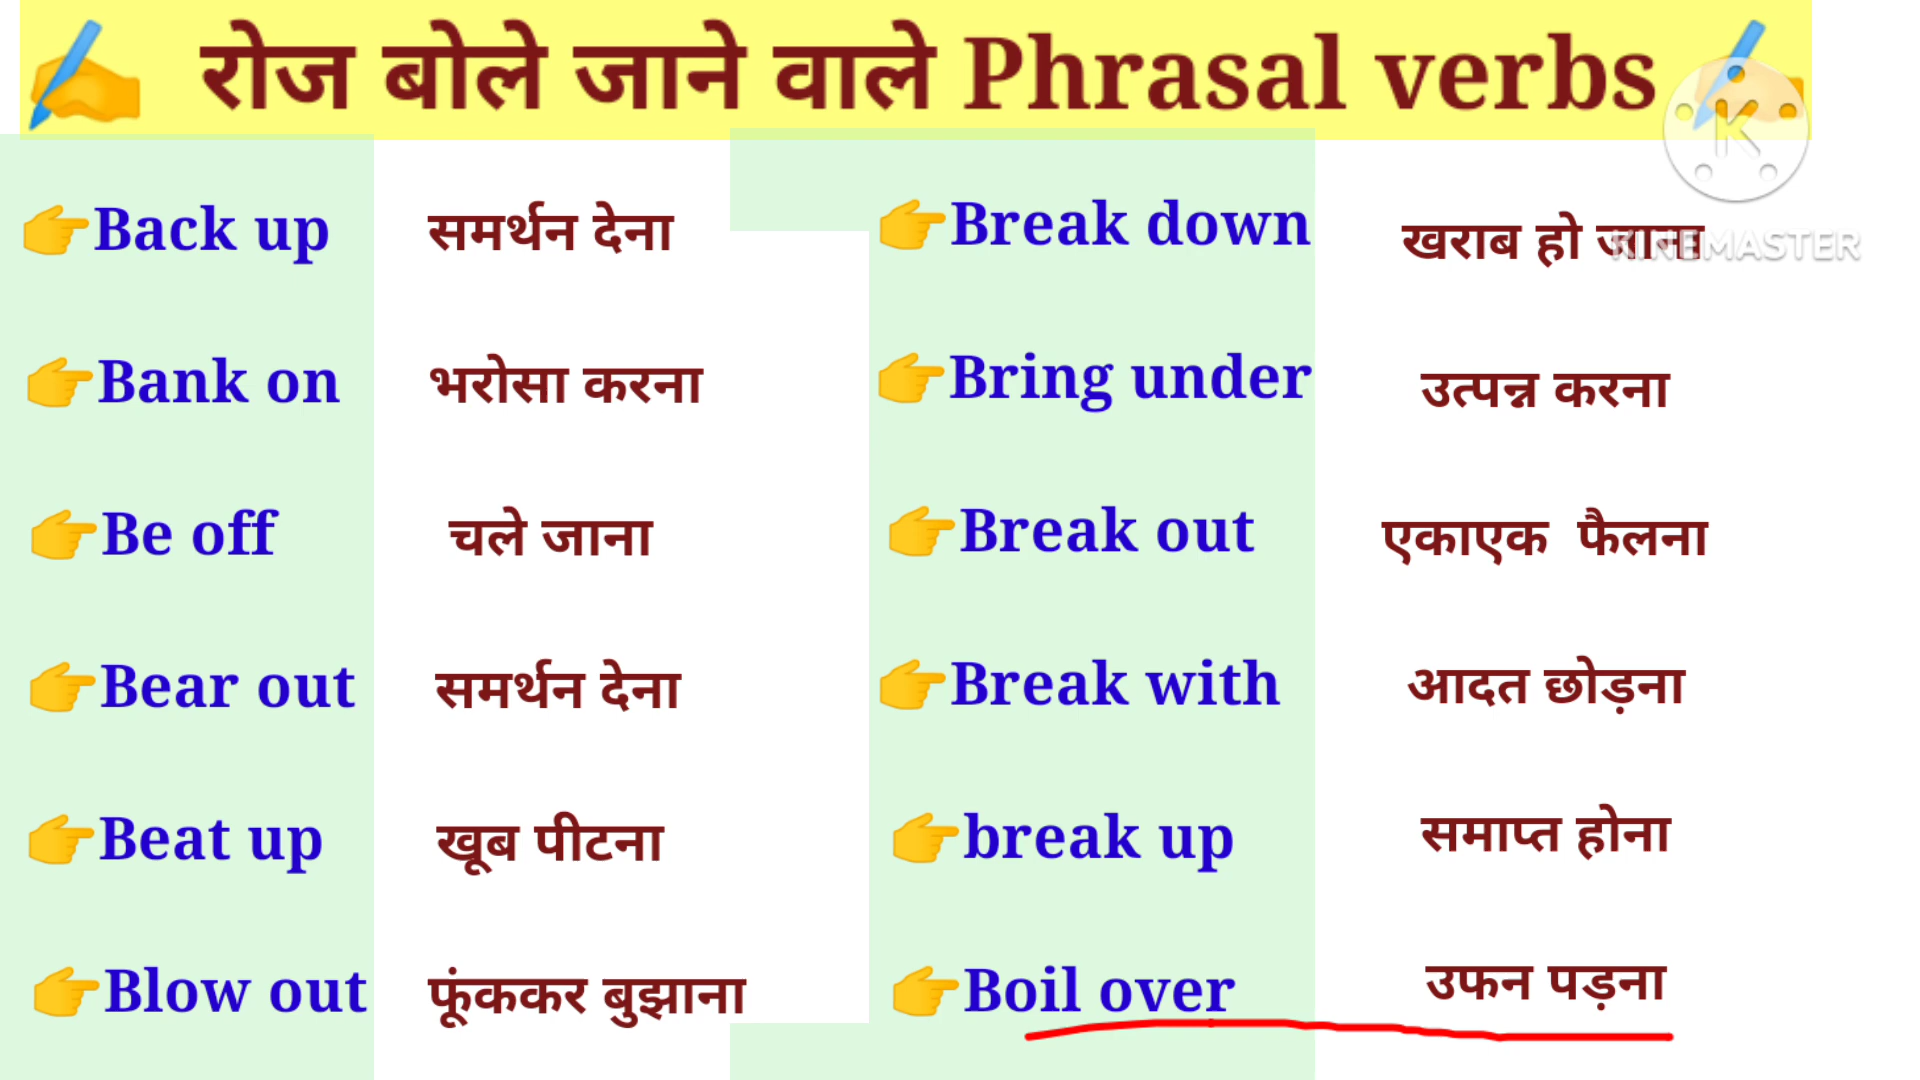 रोज बोले जाने वाले Phrasal verbs
K
KINEMASTER
Back up समर्थन देना
Bank on भरोसा करना
Be off चले जाना
Bear out समर्थन देना
Beat up खूब पीटना
Blow out फूंककर बुझाना
Break down खराब हो जाना
Bring under उत्पन्न करना
Break out एकाएक फैलना
Break with आदत छोड़ना
break up समाप्त होना
Boil over उफन पड़ना